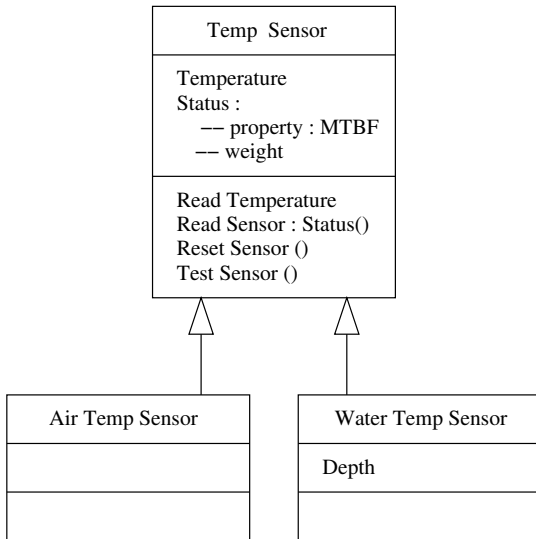 Temp Sensor
Temperature
Status :
−− property : MTBF
−− weight
Read Temperature
Read Sensor : Status()
Reset Sensor ()
Test Sensor ()
Air Temp Sensor
Water Temp Sensor
Depth